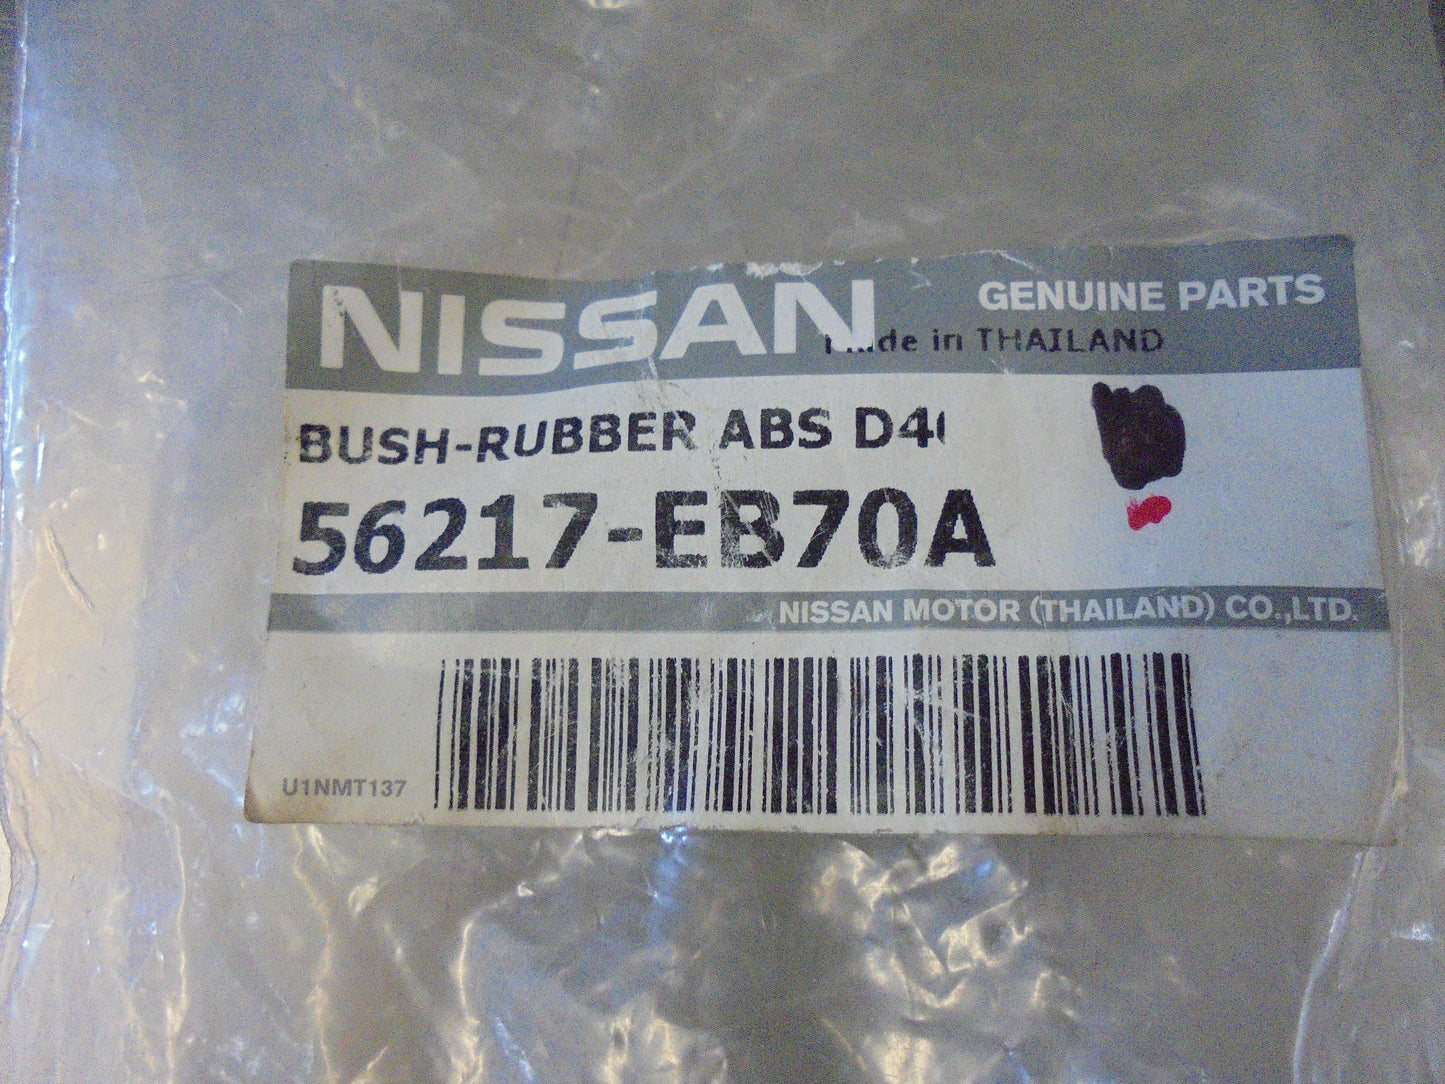 NISSAN
GENUINE PARTS
Made in THAILAND
BUSH-RUBBER ABS D40
56217-EB70A
NISSAN MOTOR (THAILAND) CO.,LTD.
U1NMT137